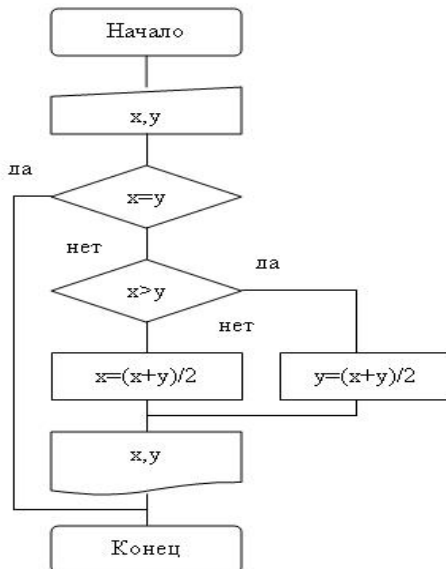 Начало
x,y
да
x=y
нет
да
x>y
нет
x=(x+y)/2
y=(x+y)/2
x,y
Конец